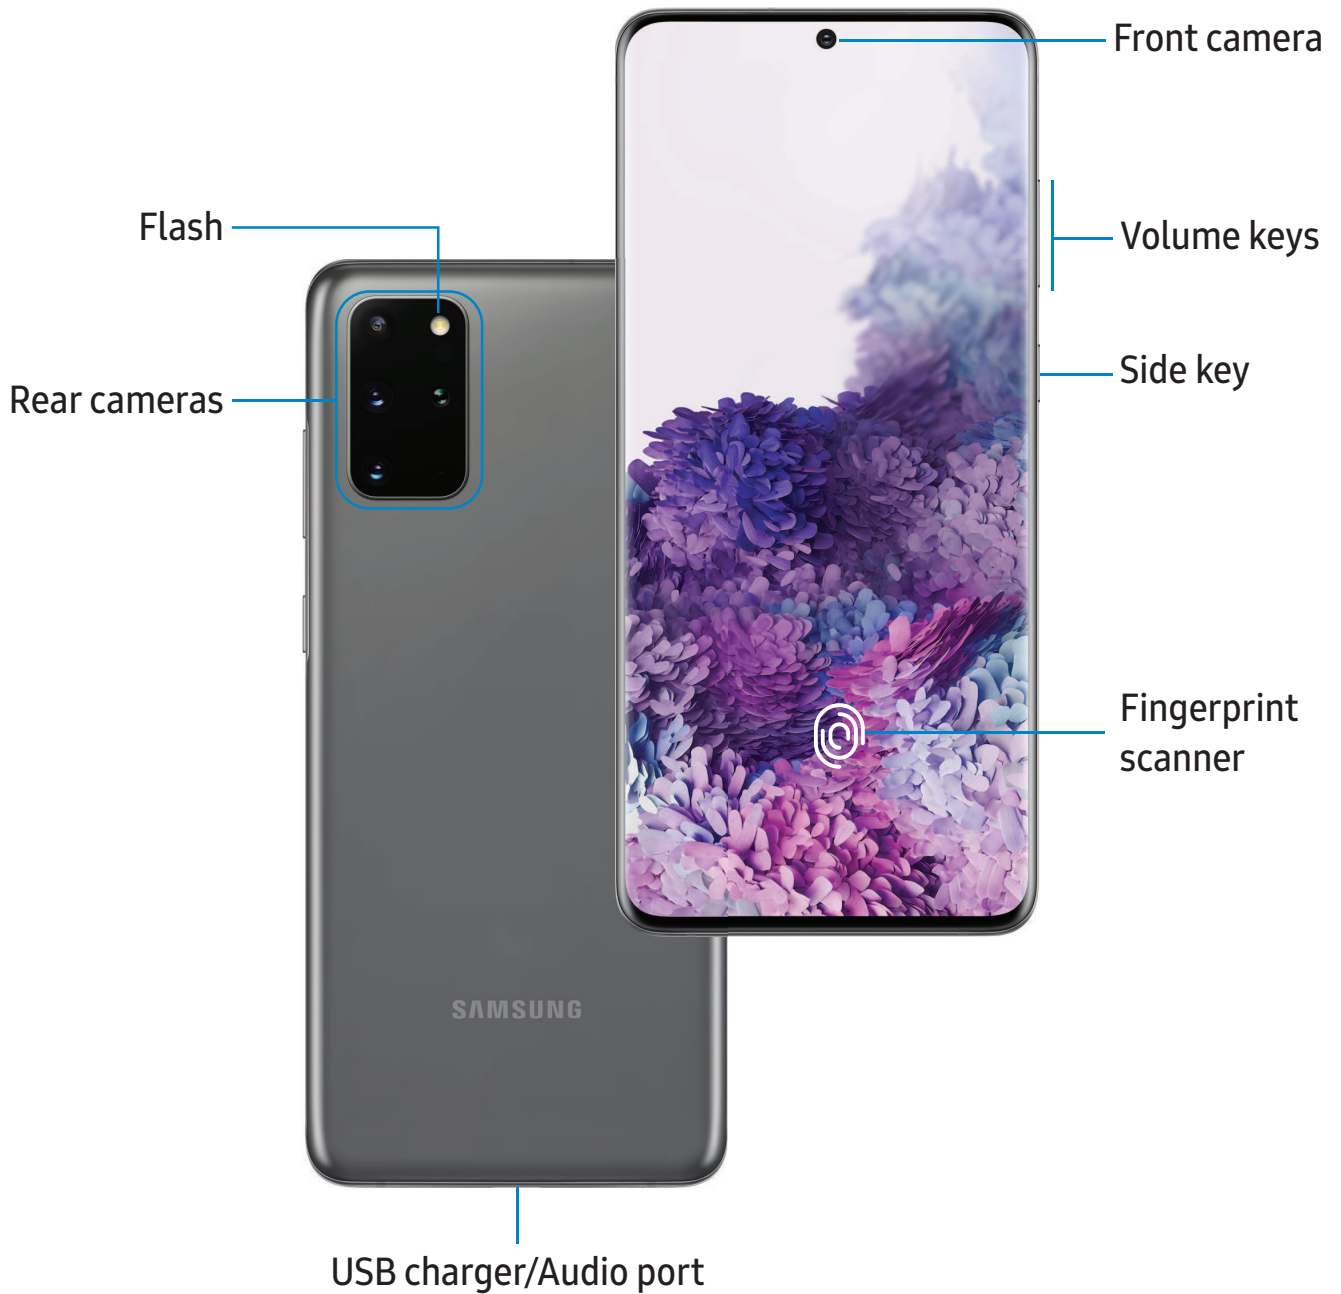 Front camera
Flash
Volume keys
Side key
Rear cameras
Fingerprint
scanner
SAMSUNG
USB charger/Audio port